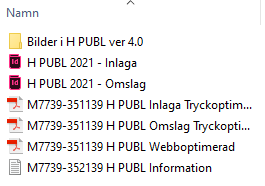 Namn
Bilder i H PUBL ver 4.0
H PUBL 2021 - Inlaga
H PUBL 2021 - Omslag
M7739-351139 H PUBL Inlaga Tryckoptim...
M7739-351139 H PUBL Omslag Tryckopti...
M7739-351139 H PUBL Webboptimerad
M7739-352139 H PUBL Information